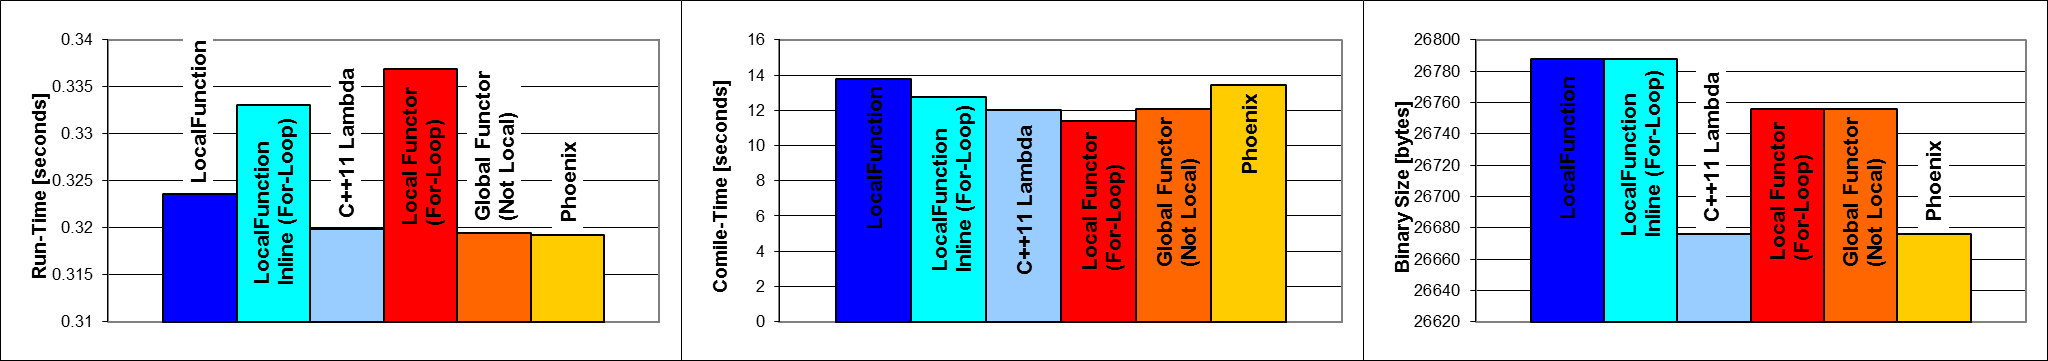 Run-Time [seconds]
0.34
0.335
0.33
0.325
0.32
0.315
0.31
LocalFunction
LocalFunction
Inline (For-Loop)
C++11 Lambda
Local Functor
(For-Loop)
Global Functor
(Not Local)
Phoenix
Comile-Time [seconds]
16
14
12
10
8
6
4
2
0
LocalFunction
LocalFunction
Inline (For-Loop)
C++11 Lambda
Local Functor
(For-Loop)
Global Functor
(Not Local)
Phoenix
Binary Size [bytes]
26800
26780
26760
26740
26720
26700
26680
26660
26640
26620
LocalFunction
LocalFunction
Inline (For-Loop)
C++11 Lambda
Local Functor
(For-Loop)
Global Functor
(Not Local)
Phoenix